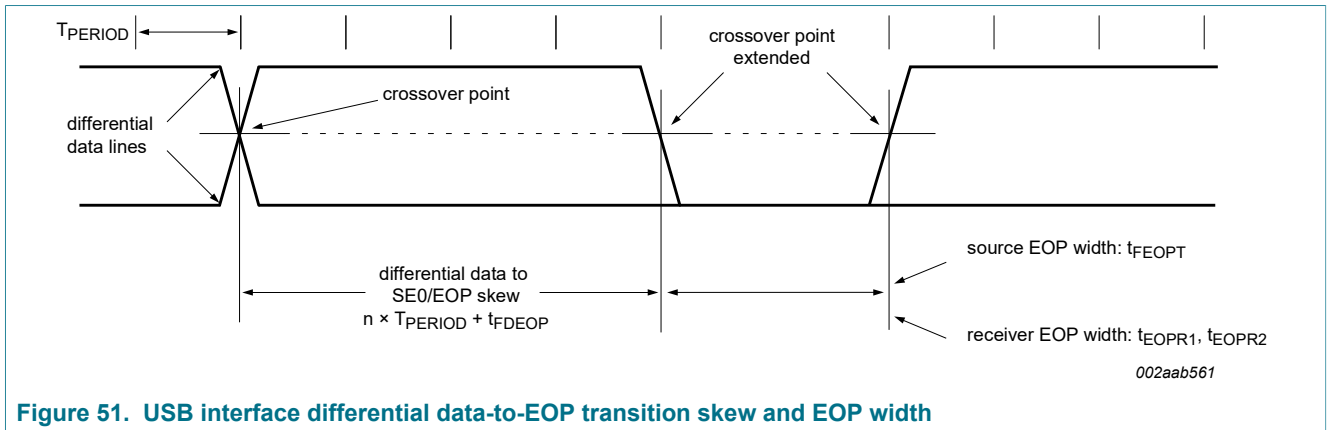 TPERIOD
crossover point
extended
crossover point
differential
data lines
differential data to
SE0/EOP skew
n × TPERIOD + tFDEOP
source EOP width: tFEOPT
receiver EOP width: tEOPR1, tEOPR2
002aab561
Figure 51. USB interface differential data-to-EOP transition skew and EOP width